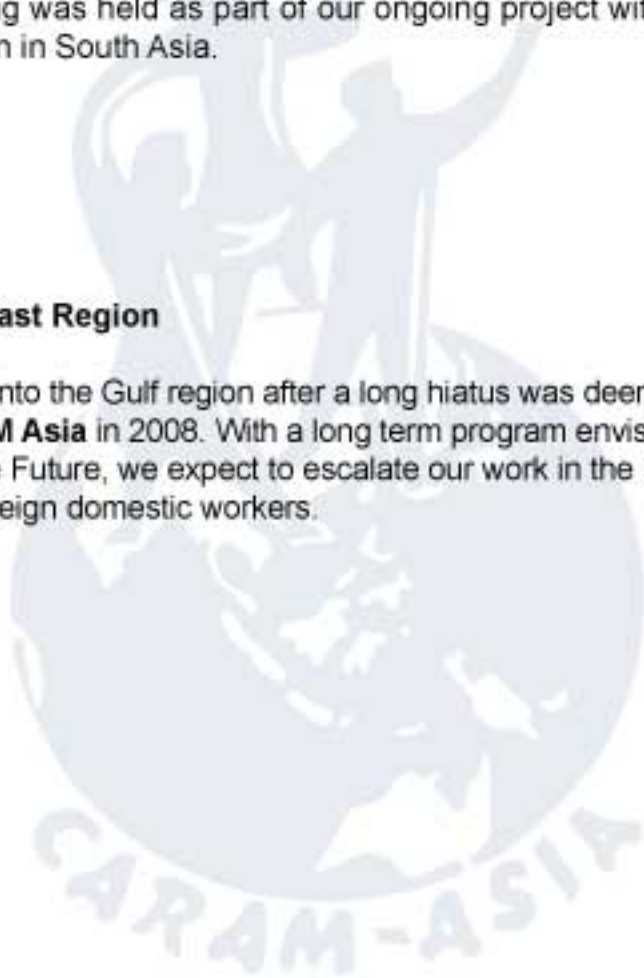 g was held as part of our ongoing project wi
n in South Asia.
ast Region
nto the Gulf region after a long hiatus was deer
M Asia in 2008. With a long term program envis
e Future, we expect to escalate our work in the
eign domestic workers.
CARAM-ASIA